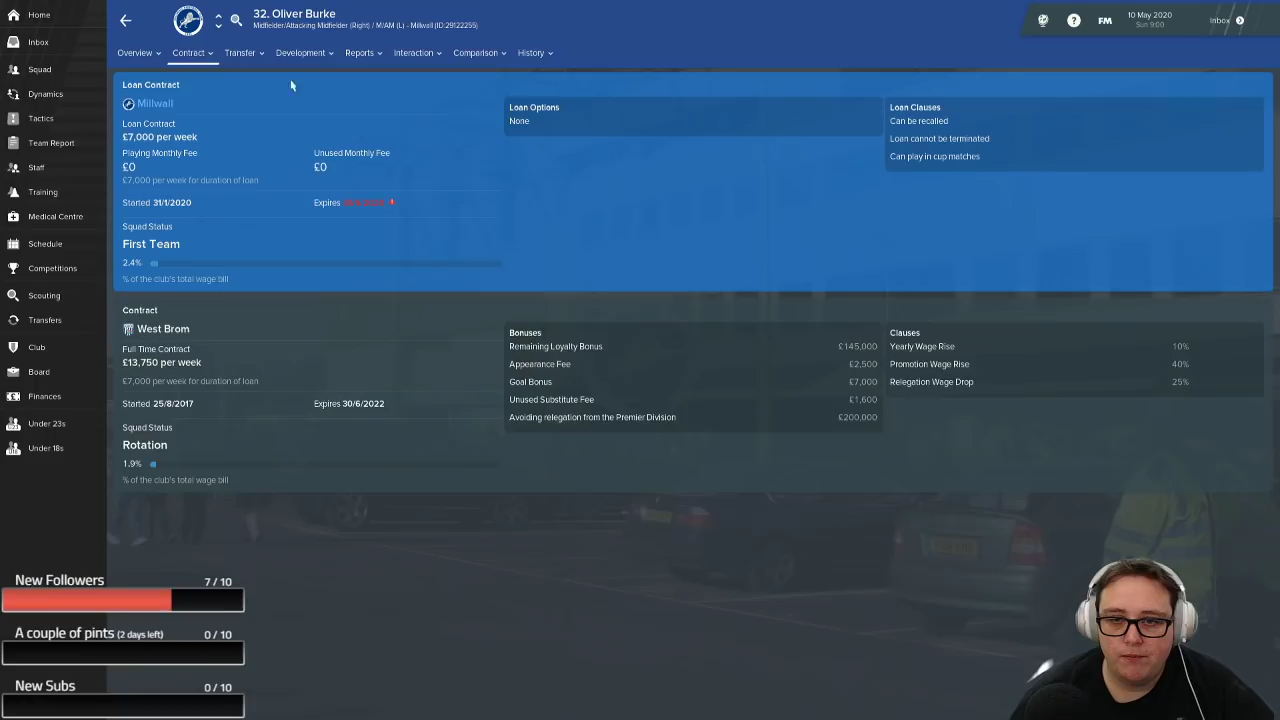 32. Oliver Burke
Midfielder/Attacking Midfielder (Right) / M/AM (L) - Millwall (ID:29122255)
FM
10 May 2020
Sun 9:00
Inbox
Home
Inbox
Squad
Dynamics
Tactics
Team Report
Staff
Training
Medical Centre
Schedule
Competitions
Scouting
Transfers
Club
Board
Finances
Under 23s
Under 18s
Overview
Contract
Transfer
Development
Reports
Interaction
Comparison
History
Loan Contract
Millwall
Loan Contract
£7,000 per week
Playing Monthly Fee Unused Monthly Fee
£0 £0
£7,000 per week for duration of loan
Started 31/1/2020 Expires
Squad Status
First Team
2.4%
% of the club's total wage bill
Loan Options
None
Loan Clauses
Can be recalled
Loan cannot be terminated
Can play in cup matches
Contract
West Brom
Full Time Contract
£13,750 per week
£7,000 per week for duration of loan
Started 25/8/2017 Expires 30/6/2022
Squad Status
Rotation
1.9%
% of the club's total wage bill
Bonuses
Remaining Loyalty Bonus £145,000
Appearance Fee £2,500
Goal Bonus £7,000
Unused Substitute Fee £1,600
Avoiding relegation from the Premier Division £200,000
Clauses
Yearly Wage Rise 10%
Promotion Wage Rise 40%
Relegation Wage Drop 25%
New Followers 7 / 10
A couple of pints (2 days left) 0 / 10
New Subs 0 / 10